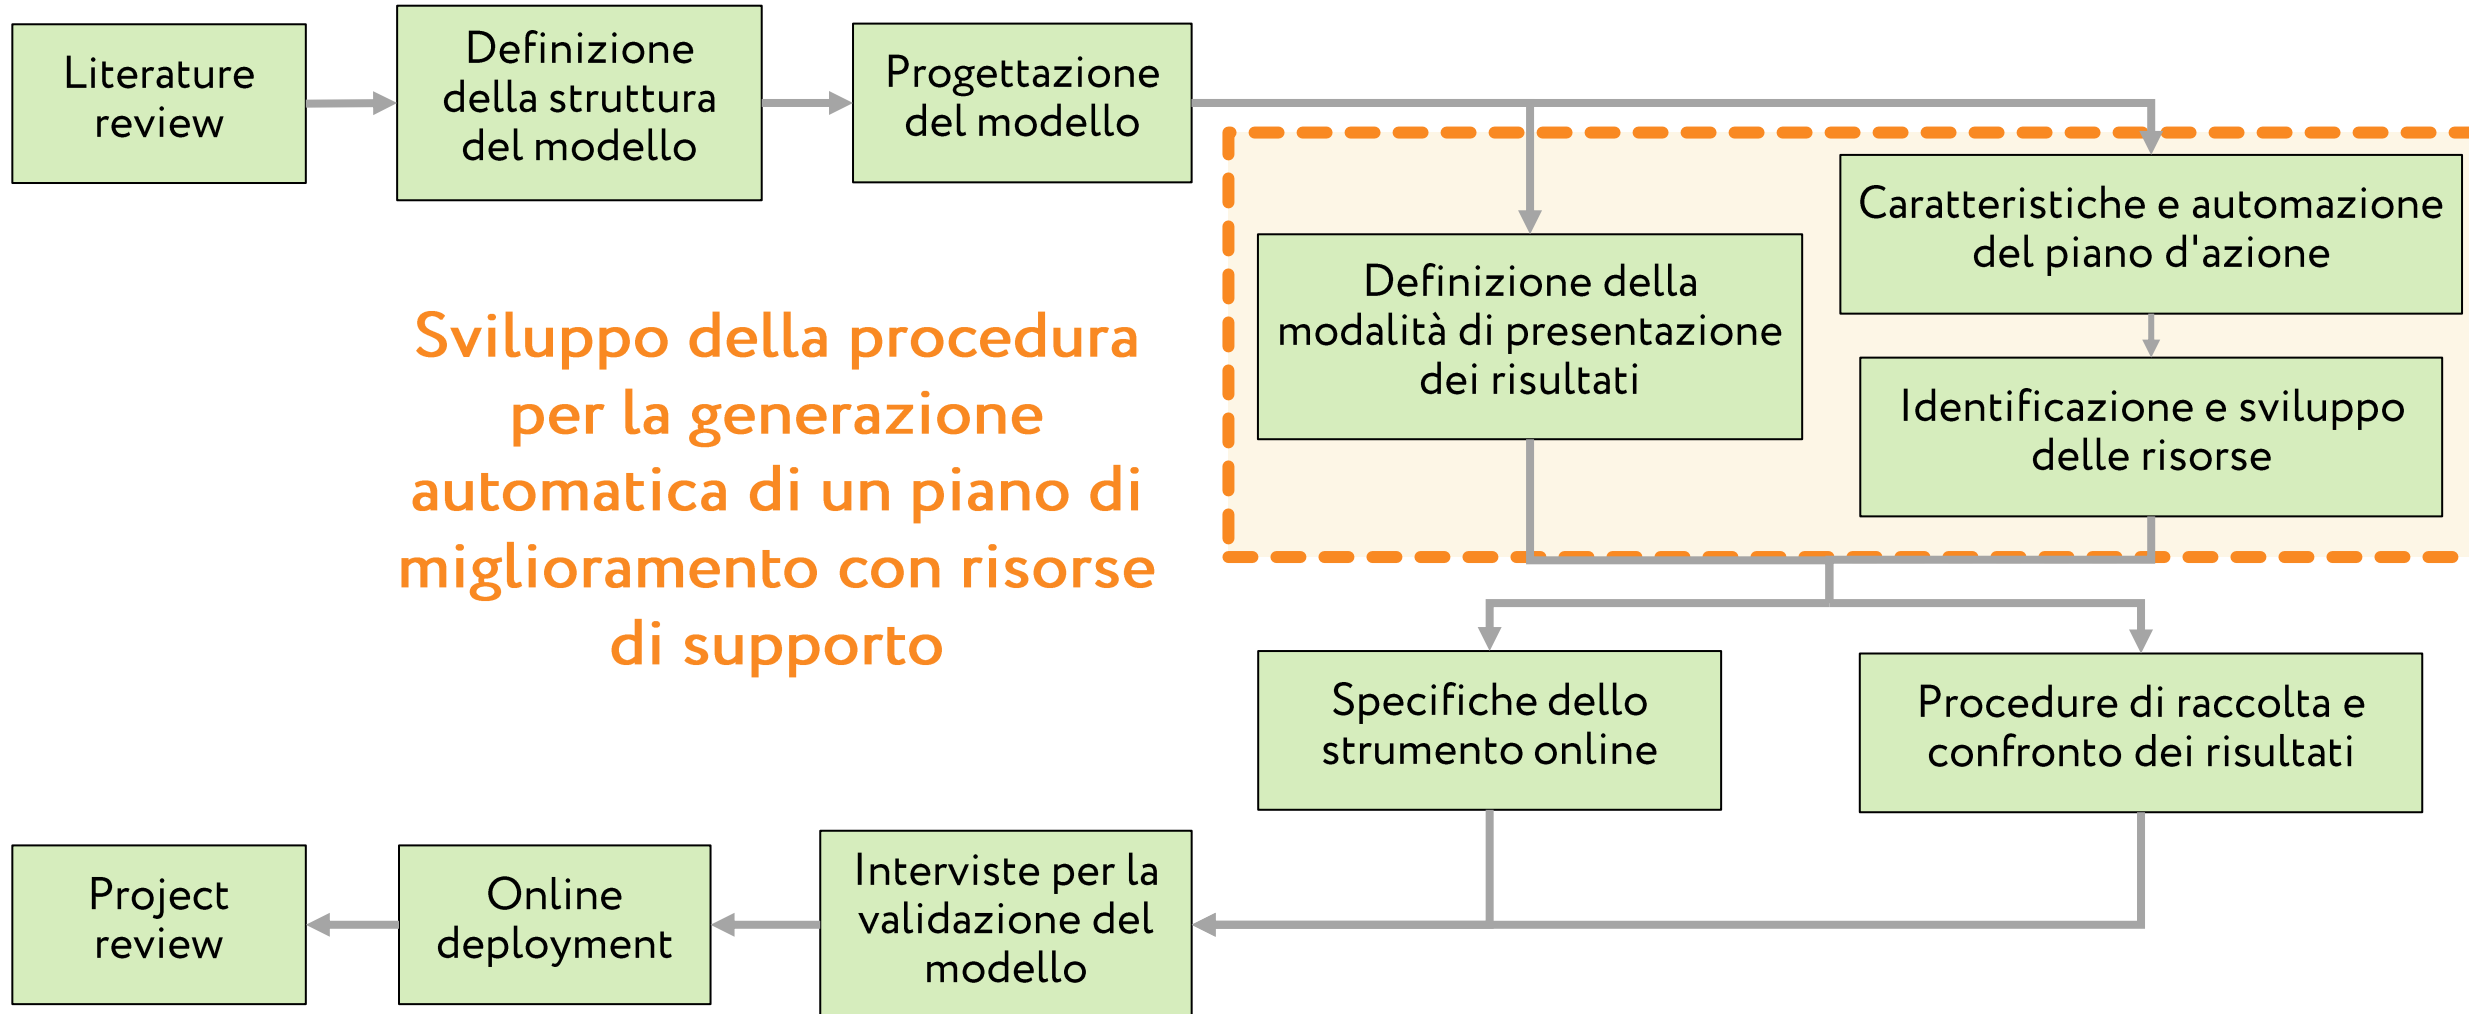 Literature
review
Definizione
della struttura
del modello
Progettazione
del modello
Caratteristiche e automazione
del piano d'azione
Definizione della
modalità di presentazione
dei risultati
Identificazione e sviluppo
delle risorse
Sviluppo della procedura
per la generazione
automatica di un piano di
miglioramento con risorse
di supporto
Specifiche dello
strumento online
Procedure di raccolta e
confronto dei risultati
Interviste per la
validazione del
modello
Online
deployment
Project
review